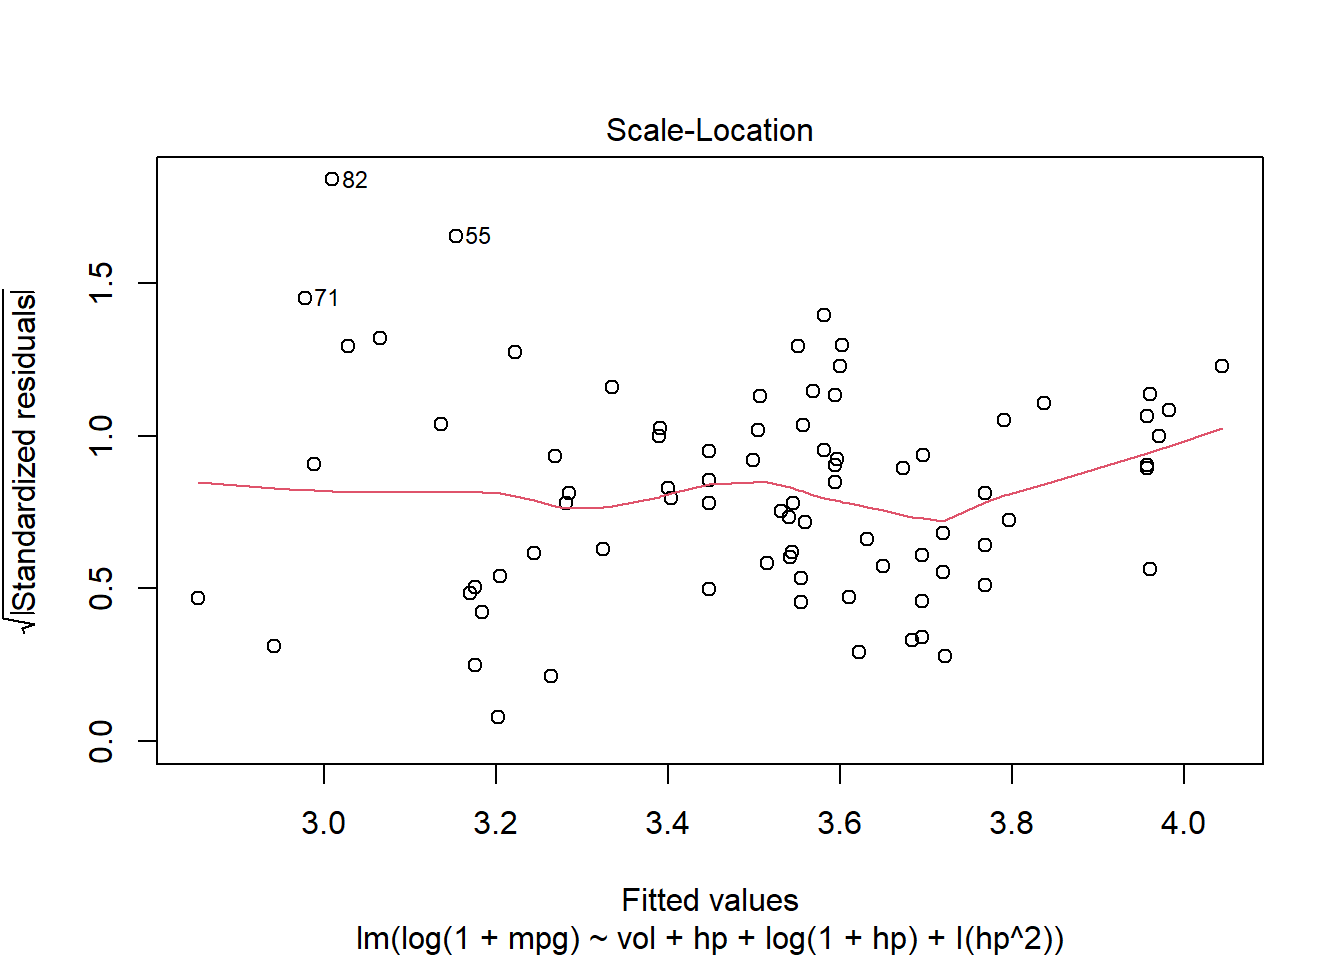 Scale-Location
√|Standardized residuals|
1.5
1.0
0.5
0.0
82
55
71
3.0 3.2 3.4 3.6 3.8 4.0
Fitted values
lm(log(1 + mpg) ~ vol + hp + log(1 + hp) + I(hp^2))